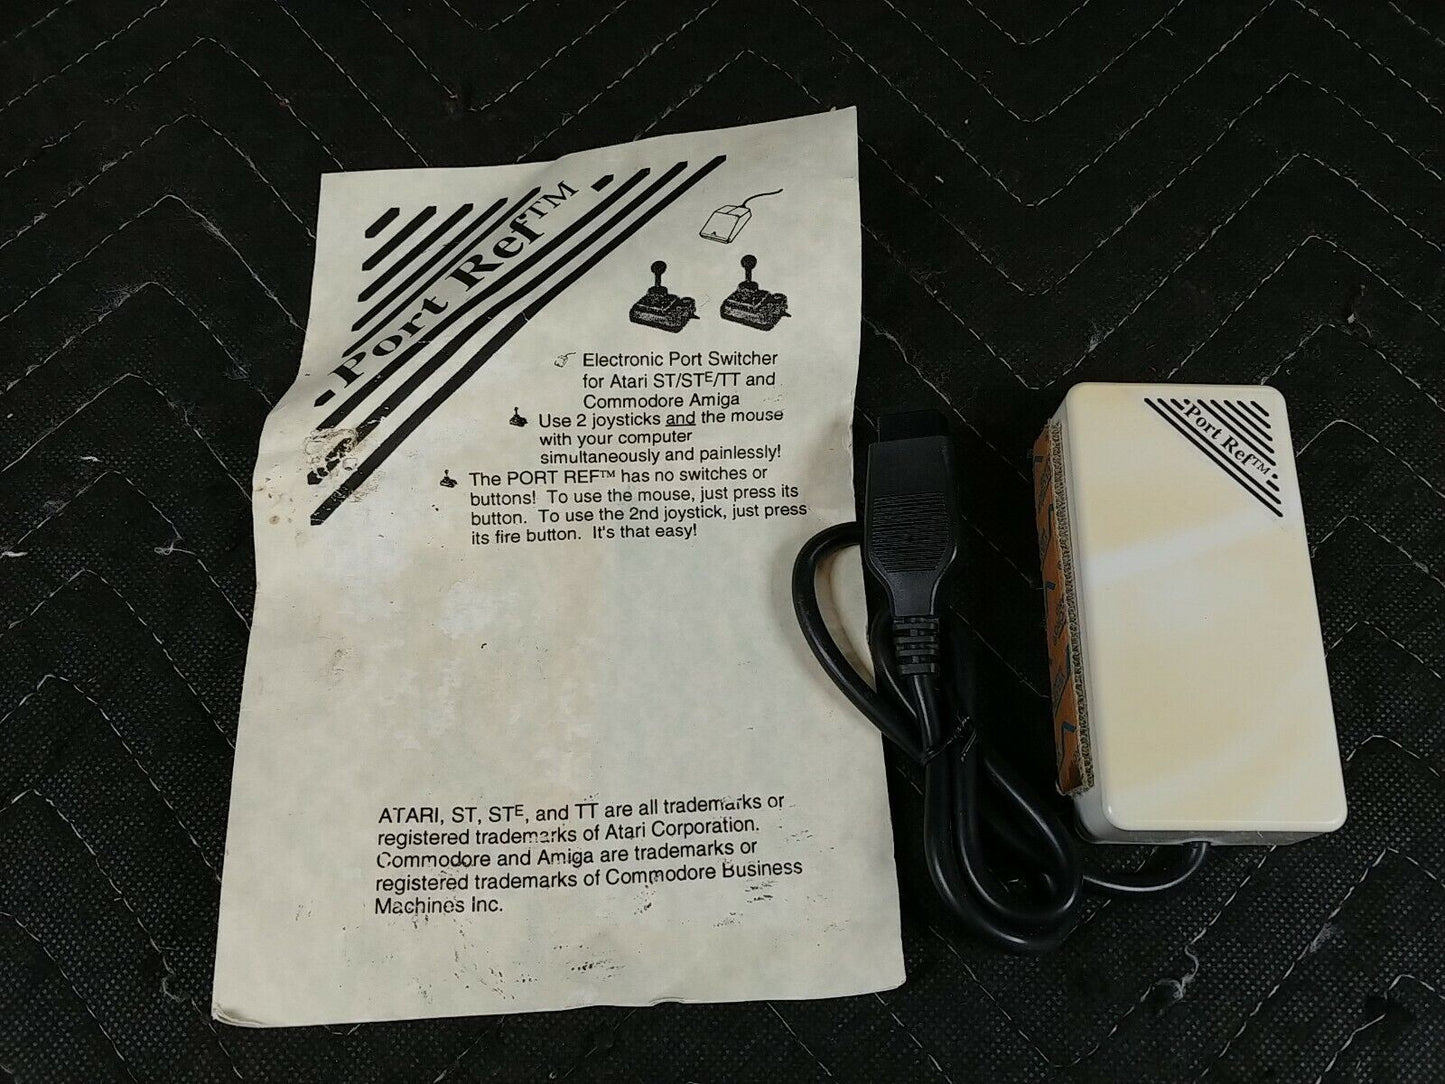 Port Ref™
Electronic Port Switcher
for Atari ST/STE/TT and
Commodore Amiga
Use 2 joysticks and the mouse
with your computer
simultaneously and painlessly!
The PORT REF™ has no switches or
buttons! To use the mouse, just press its
button. To use the 2nd joystick, just press
its fire button. It's that easy!
ATARI, ST, STE, and TT are all trademarks or
registered trademarks of Atari Corporation.
Commodore and Amiga are trademarks or
registered trademarks of Commodore Business
Machines Inc.
Port Ref™